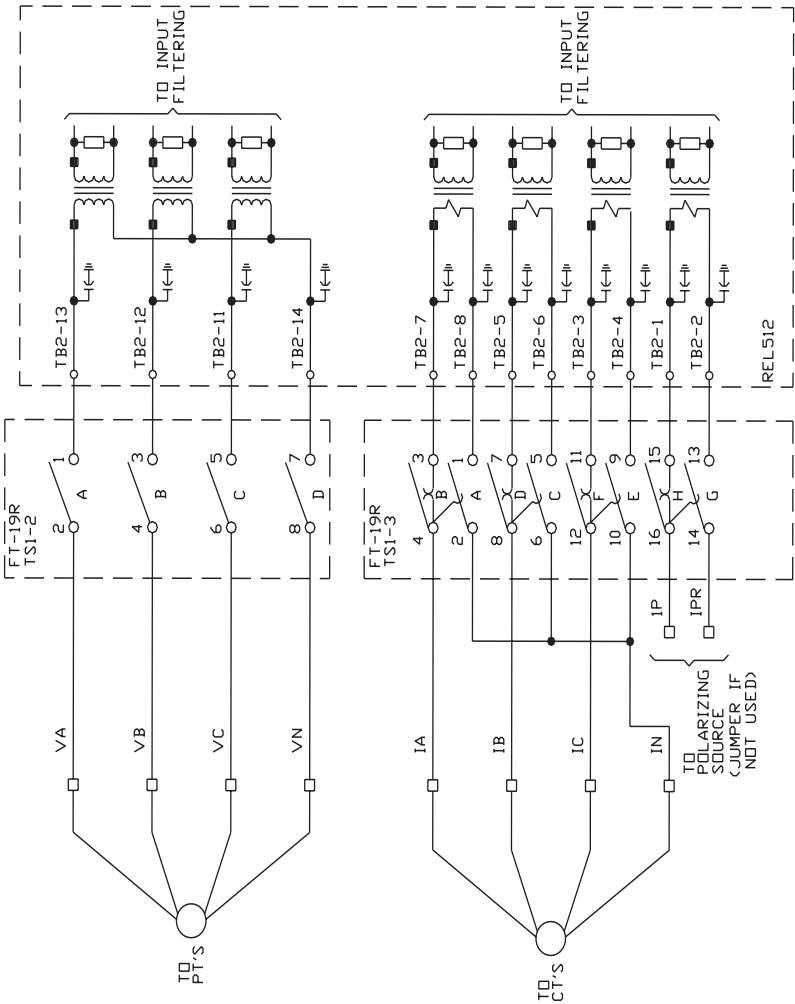 TO INPUT
FILTERING
TO INPUT
FILTERING
TB2-13
TB2-12
TB2-11
TB2-14
TB2-7
TB2-8
TB2-5
TB2-6
TB2-3
TB2-4
TB2-1
TB2-2
REL512
FT-19R
TS1-2
1
A
2
3
B
4
5
C
6
7
D
8
FT-19R
TS1-3
3
B
4
1
A
2
7
D
8
5
C
6
11
F
12
9
E
10
15
H
16
13
G
14
IP
IPR
VA
VB
VC
VN
IA
IB
IC
IN
TO
POLARIZING
SOURCE
(JUMPER IF
NOT USED)
TO
PT'S
TO
CT'S